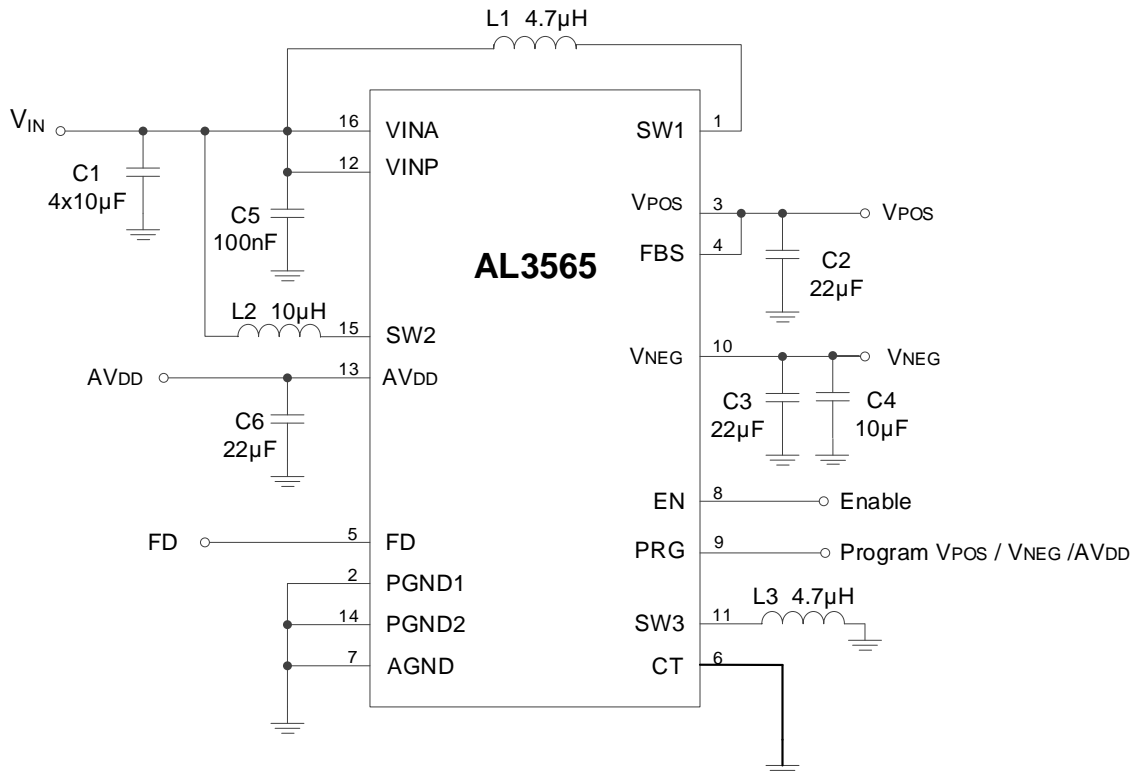 L1 4.7µH
VIN
16 VINA
SW1 1
12 VINP
C1
4x10µF
C5
100nF
VPOS 3
VPOS
FBS 4
AL3565
C2
22µF
L2 10µH
15 SW2
VNEG 10
VNEG
AVDD
13 AVDD
C6
22µF
C3
22µF
C4
10µF
EN 8
Enable
FD
5 FD
PRG 9
Program VPOS / VNEG /AVDD
2 PGND1
L3 4.7µH
14 PGND2
SW3 11
7 AGND
CT 6